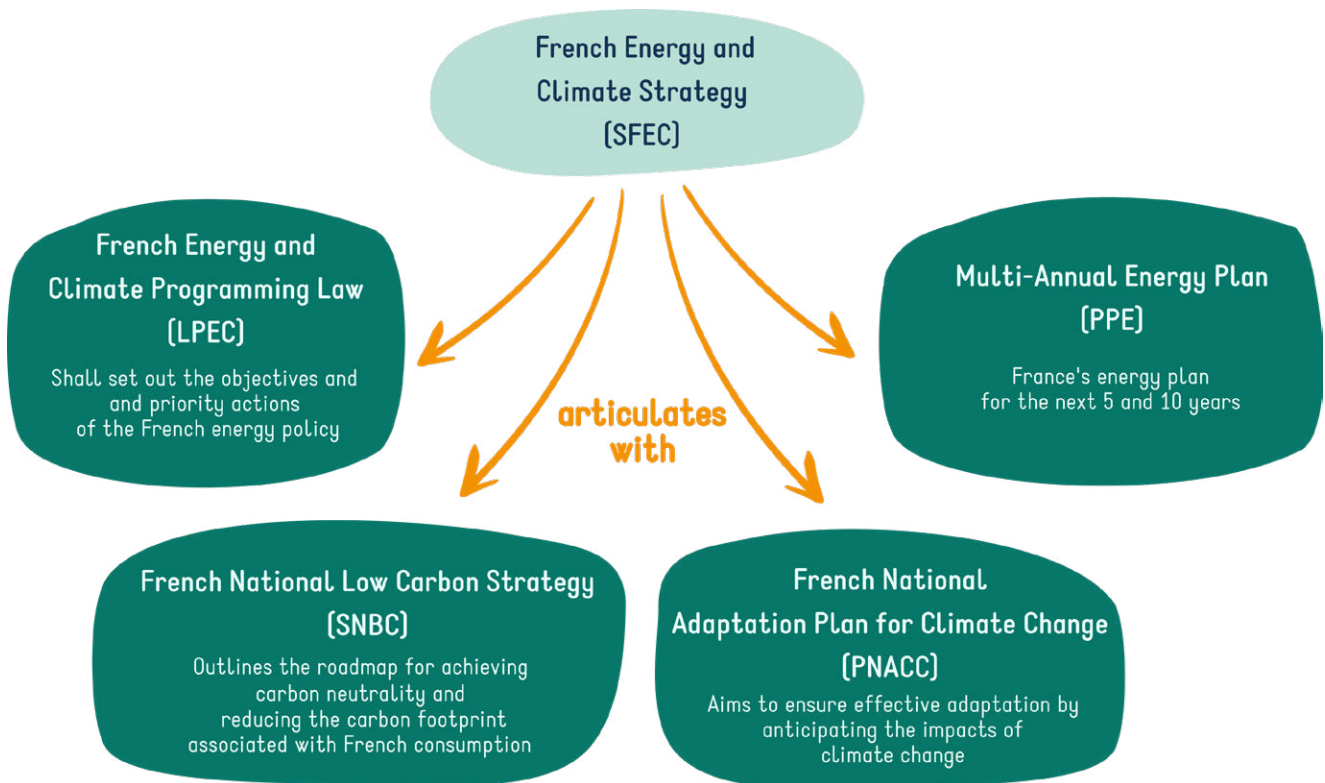 French Energy and
Climate Strategy
(SFEC)
French Energy and
Climate Programming Law
(LPEC)
Shall set out the objectives and
and priority actions
of the French energy policy
Multi-Annual Energy Plan
(PPE)
France's energy plan
for the next 5 and 10 years
articulates
with
French National Low Carbon Strategy
(SNBC)
Outlines the roadmap for achieving
carbon neutrality and
reducing the carbon footprint
associated with French consumption
French National
Adaptation Plan for Climate Change
(PNACC)
Aims to ensure effective adaptation by
anticipating the impacts of
climate change